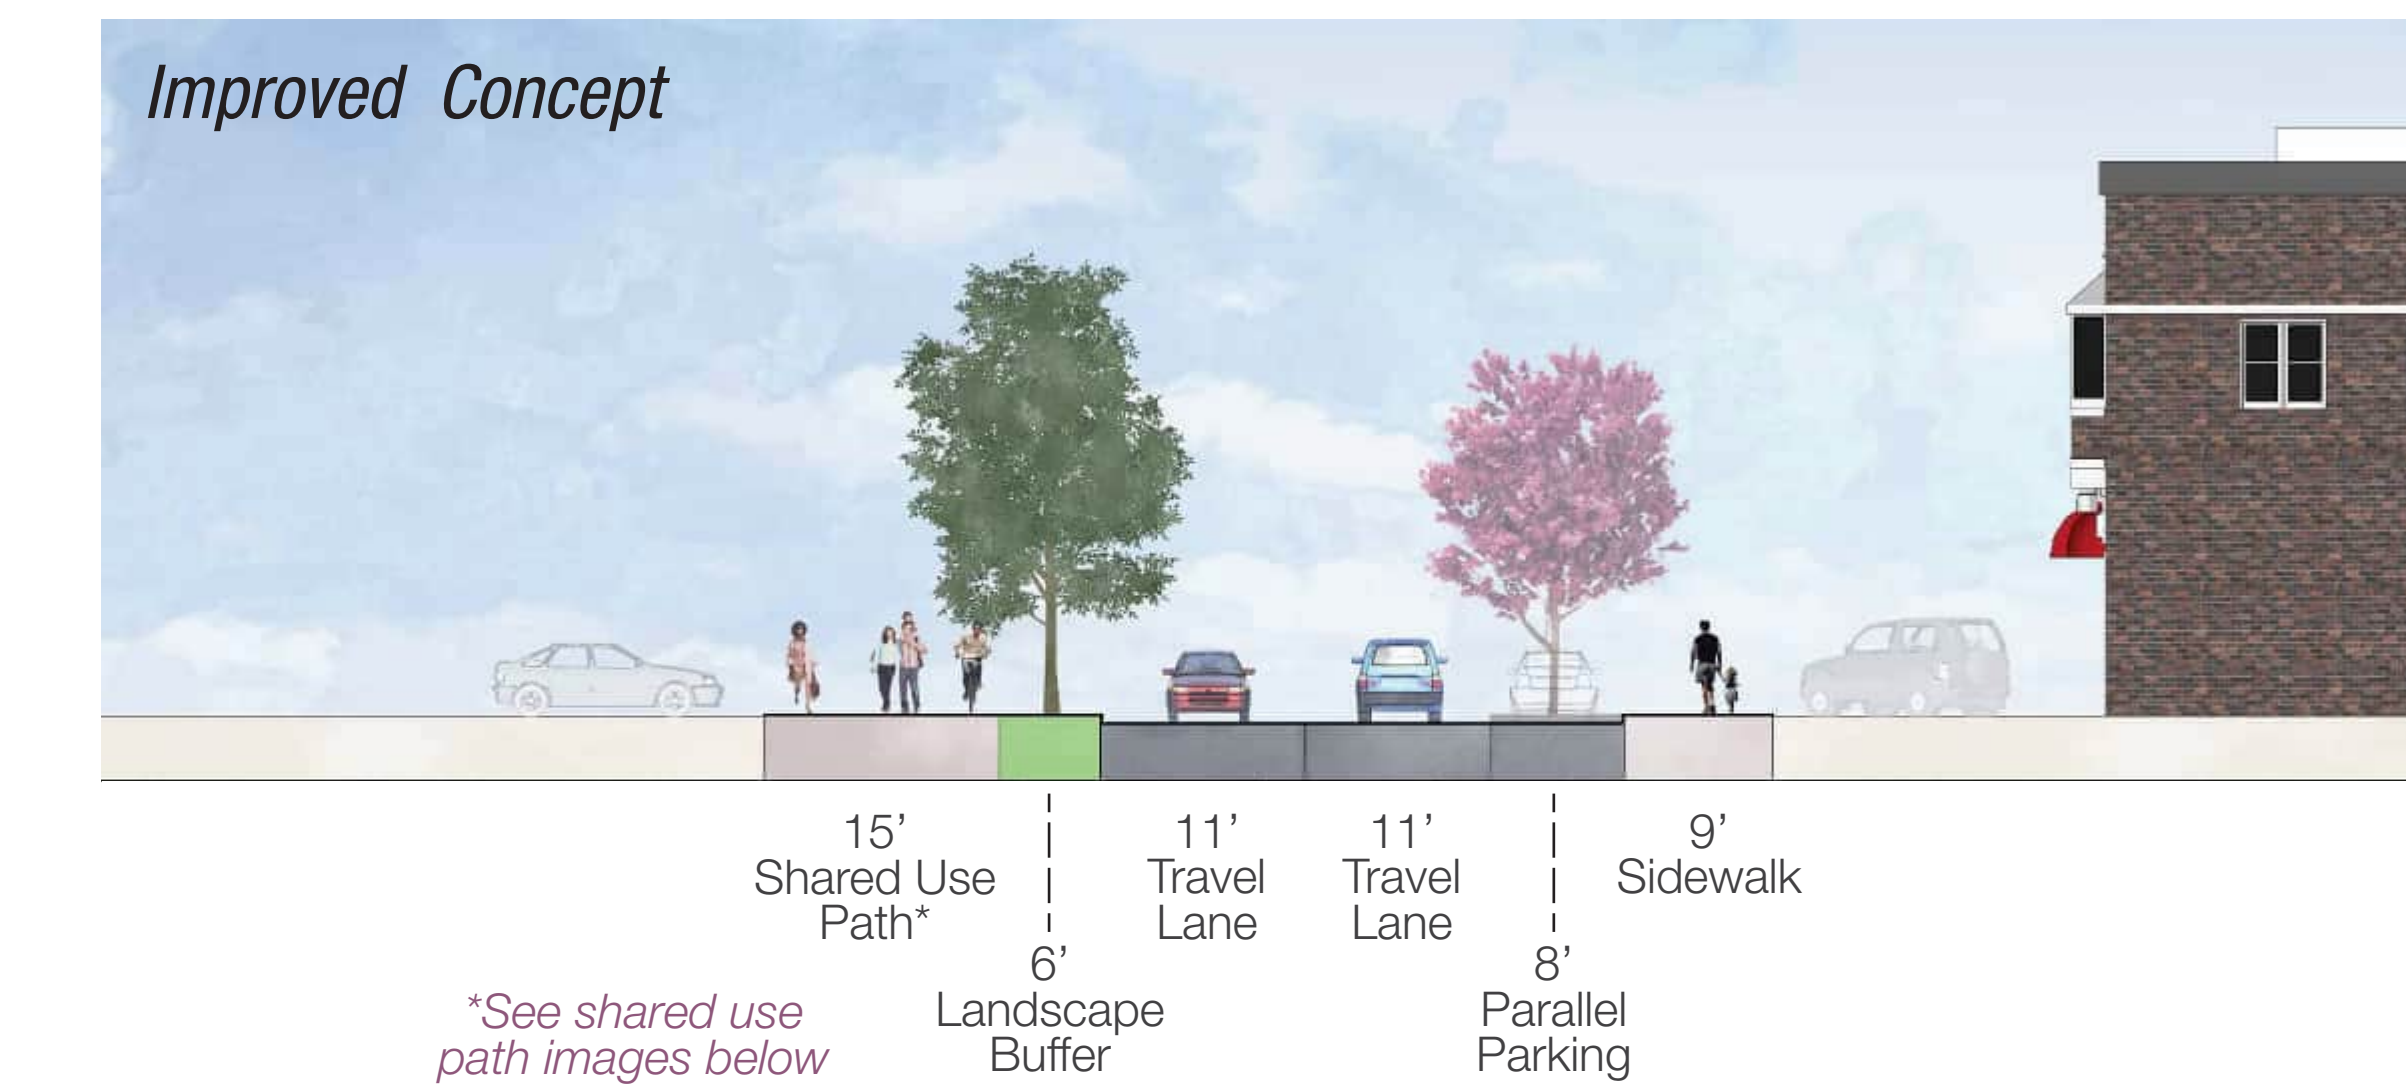 Improved Concept
15’
Shared Use
Path*
6’
Landscape
Buffer
11’
Travel
Lane
11’
Travel
Lane
8’
Parallel
Parking
9’
Sidewalk
*See shared use
path images below